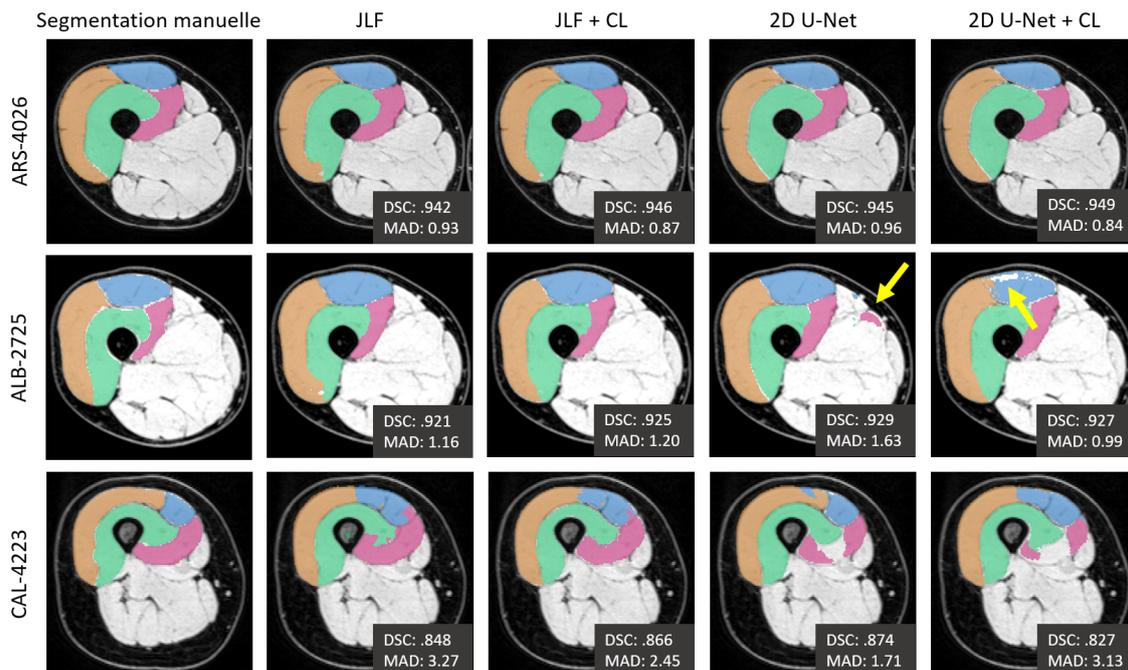 Segmentation manuelle JLF JLF + CL 2D U-Net 2D U-Net + CL
ARS-4026
DSC: .942
MAD: 0.93
DSC: .946
MAD: 0.87
DSC: .945
MAD: 0.96
DSC: .949
MAD: 0.84
ALB-2725
DSC: .921
MAD: 1.16
DSC: .925
MAD: 1.20
DSC: .929
MAD: 1.63
DSC: .927
MAD: 0.99
CAL-4223
DSC: .848
MAD: 3.27
DSC: .866
MAD: 2.45
DSC: .874
MAD: 1.71
DSC: .827
MAD: 3.13